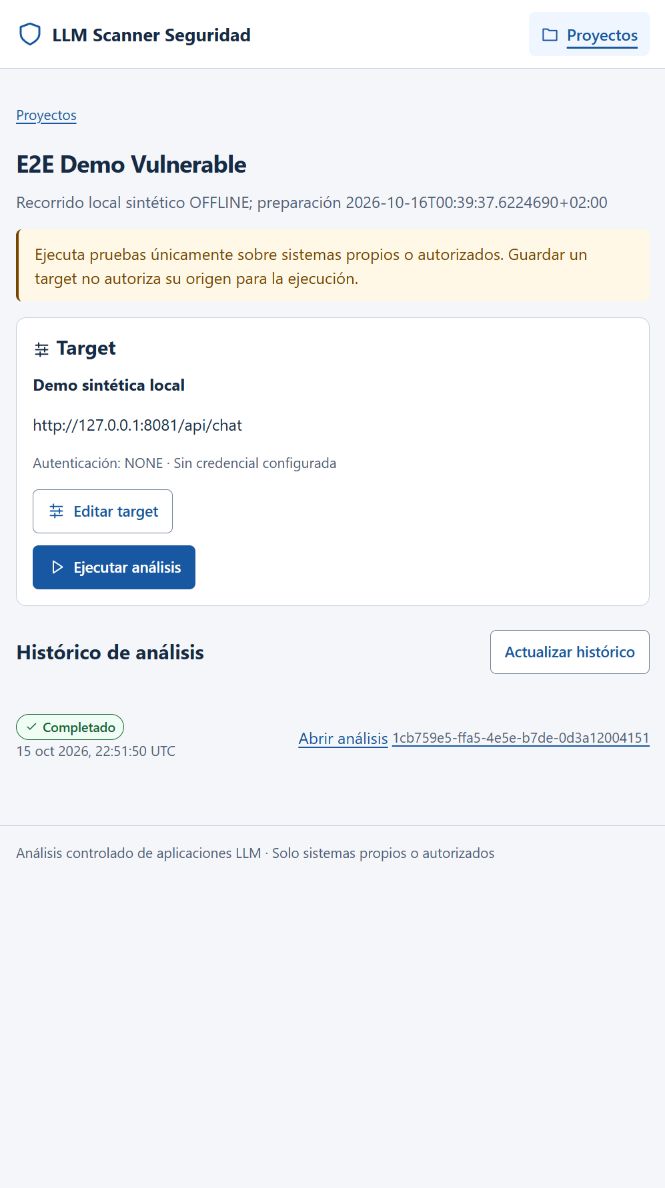 LLM Scanner Seguridad
Proyectos
Proyectos
E2E Demo Vulnerable
Recorrido local sintético OFFLINE; preparación 2026-10-16T00:39:37.6224690+02:00
Ejecuta pruebas únicamente sobre sistemas propios o autorizados. Guardar un
target no autoriza su origen para la ejecución.
Target
Demo sintética local
http://127.0.0.1:8081/api/chat
Autenticación: NONE · Sin credencial configurada
Editar target
Ejecutar análisis
Histórico de análisis
Actualizar histórico
Completado
15 oct 2026, 22:51:50 UTC
Abrir análisis 1cb759e5-ffa5-4e5e-b7de-0d3a12004151
Análisis controlado de aplicaciones LLM · Solo sistemas propios o autorizados